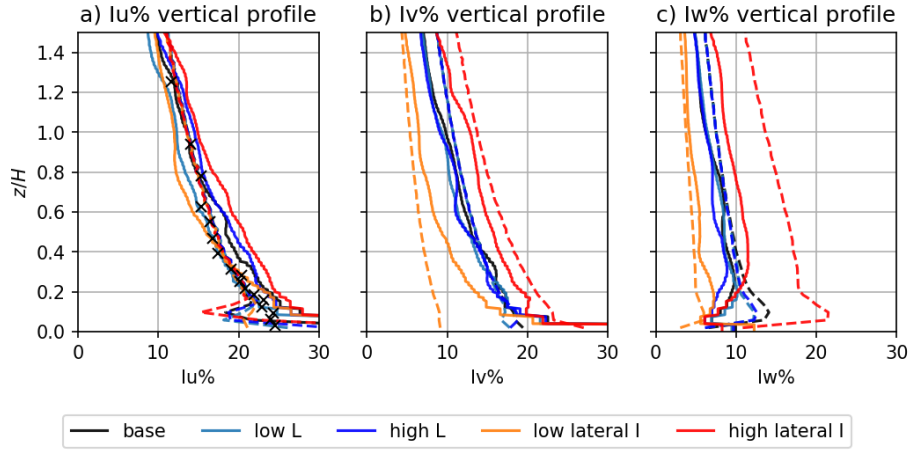 a) Iu% vertical profile b) Iv% vertical profile c) Iw% vertical profile
1.4
1.2
1.0
0.8
0.6
0.4
0.2
0.0
z/H
0 10 20 30 0 10 20 30 0 10 20 30
Iu% Iv% Iw%
base low L high L low lateral I high lateral I